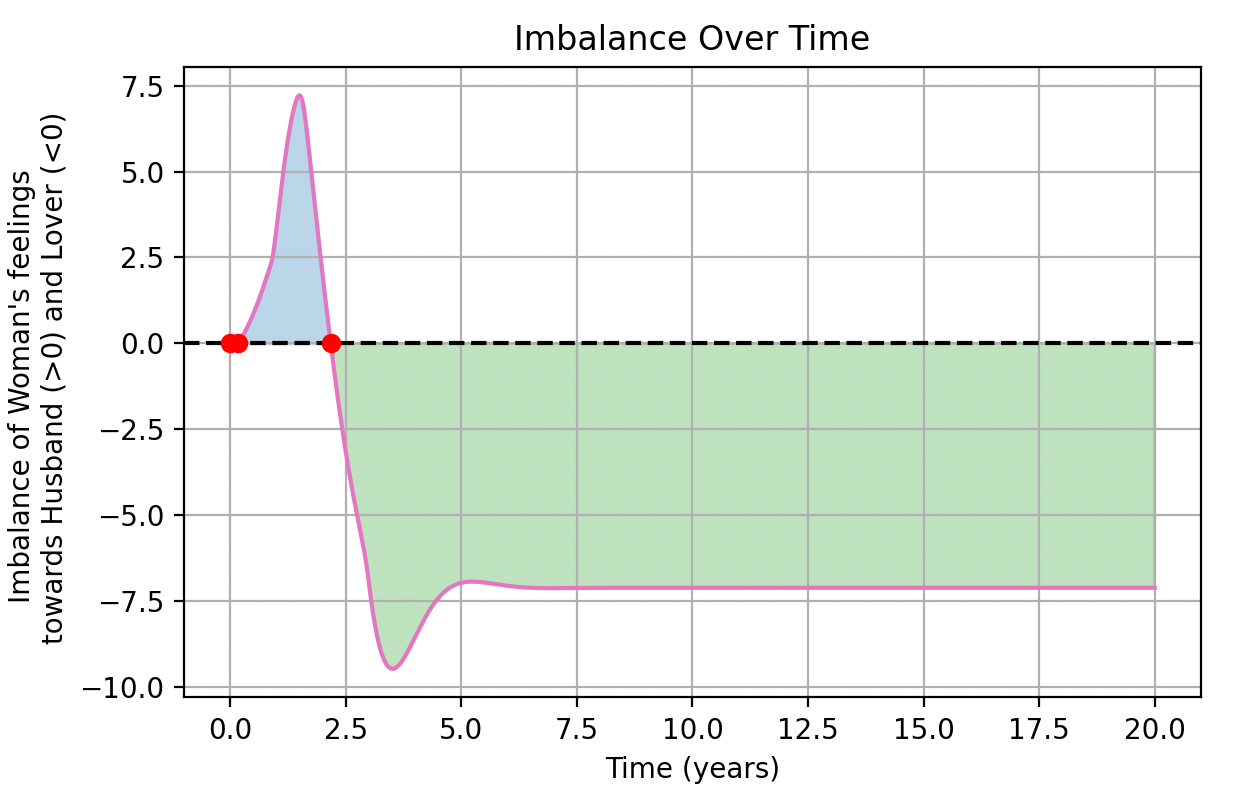 Imbalance Over Time
Imbalance of Woman's feelings
towards Husband (>0) and Lover (<0)
7.5
5.0
2.5
0.0
−2.5
−5.0
−7.5
−10.0
0.0 2.5 5.0 7.5 10.0 12.5 15.0 17.5 20.0
Time (years)